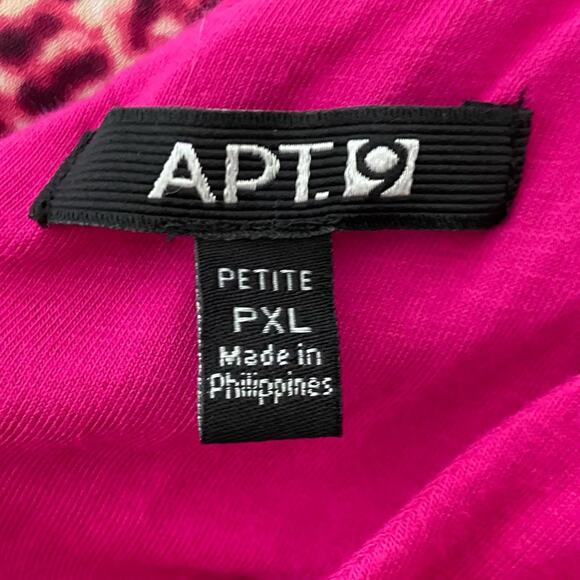 APT.9
PETITE
PXL
Made in
Philippines